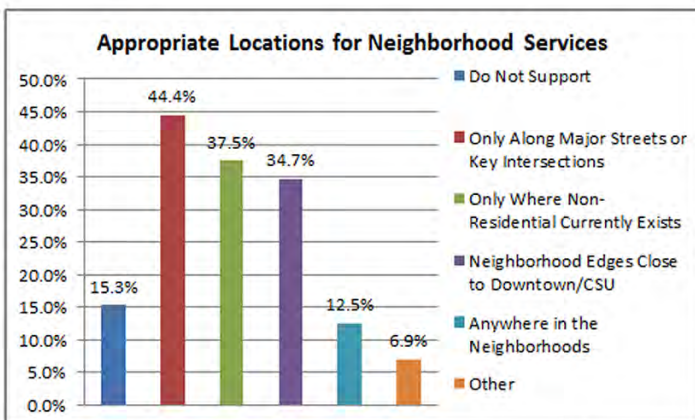 Appropriate Locations for Neighborhood Services
50.0%
45.0%
40.0%
35.0%
30.0%
25.0%
20.0%
15.0%
10.0%
5.0%
0.0%
15.3%
44.4%
37.5%
34.7%
12.5%
6.9%
Do Not Support
Only Along Major Streets or
Key Intersections
Only Where Non-
Residential Currently Exists
Neighborhood Edges Close
to Downtown/CSU
Anywhere in the
Neighborhoods
Other